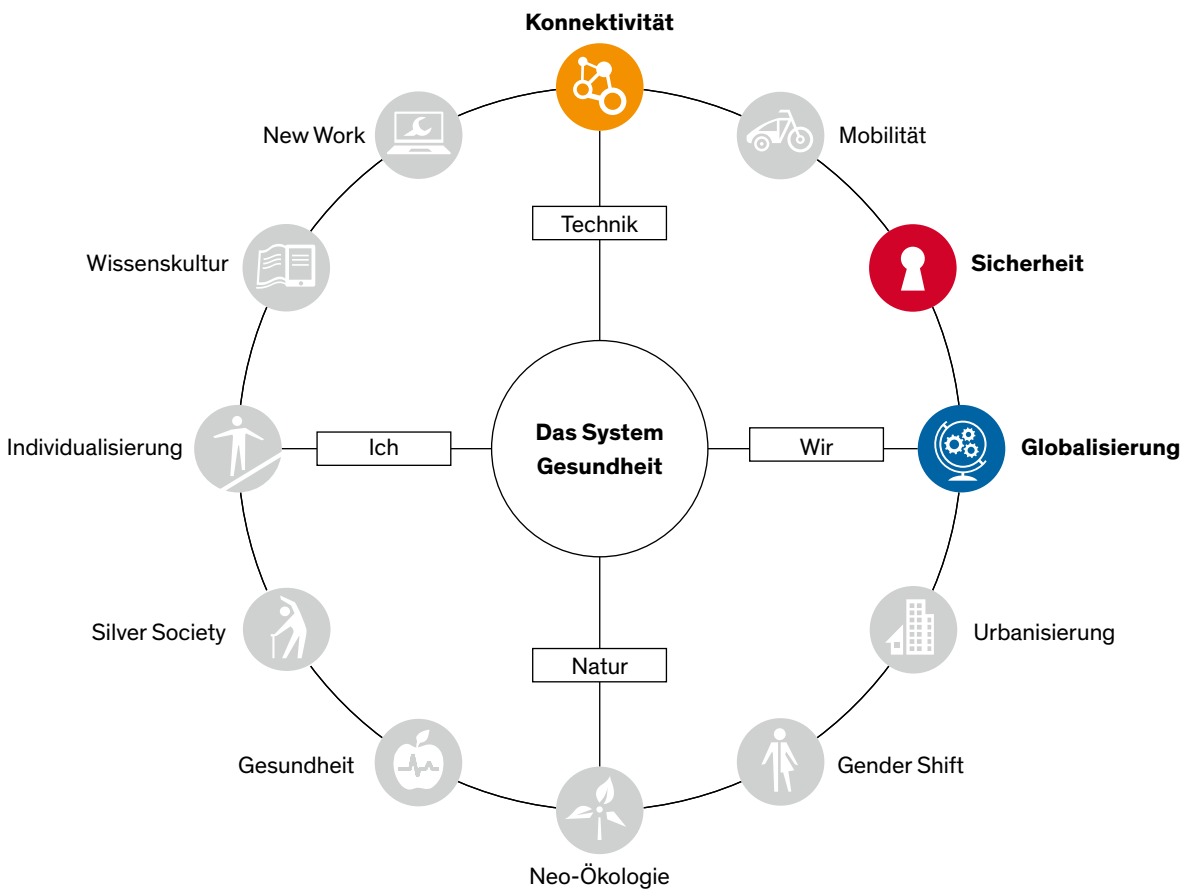 Konnektivität
New Work
Mobilität
Technik
Wissenskultur
Sicherheit
Individualisierung
Ich
Das System
Gesundheit
Wir
Globalisierung
Silver Society
Urbanisierung
Natur
Gesundheit
Gender Shift
Neo-Ökologie